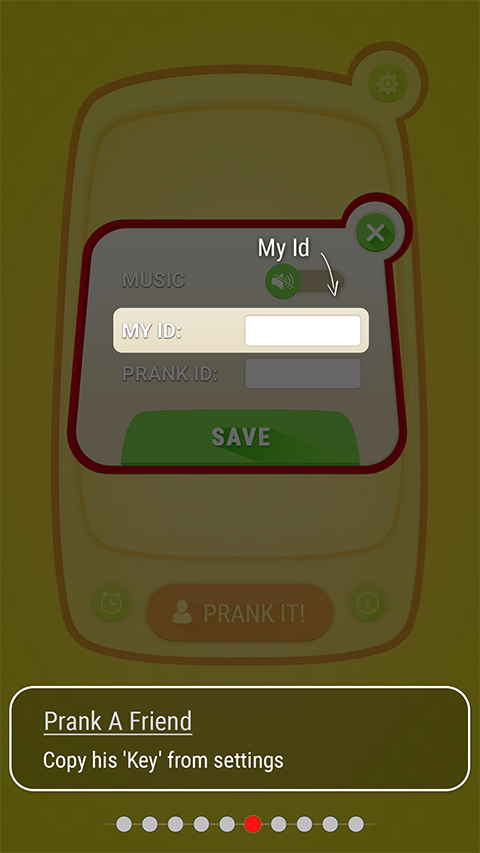 My Id
MUSIC
MY ID:
PRANK ID:
SAVE
PRANK IT!
Prank A Friend
Copy his 'Key' from settings